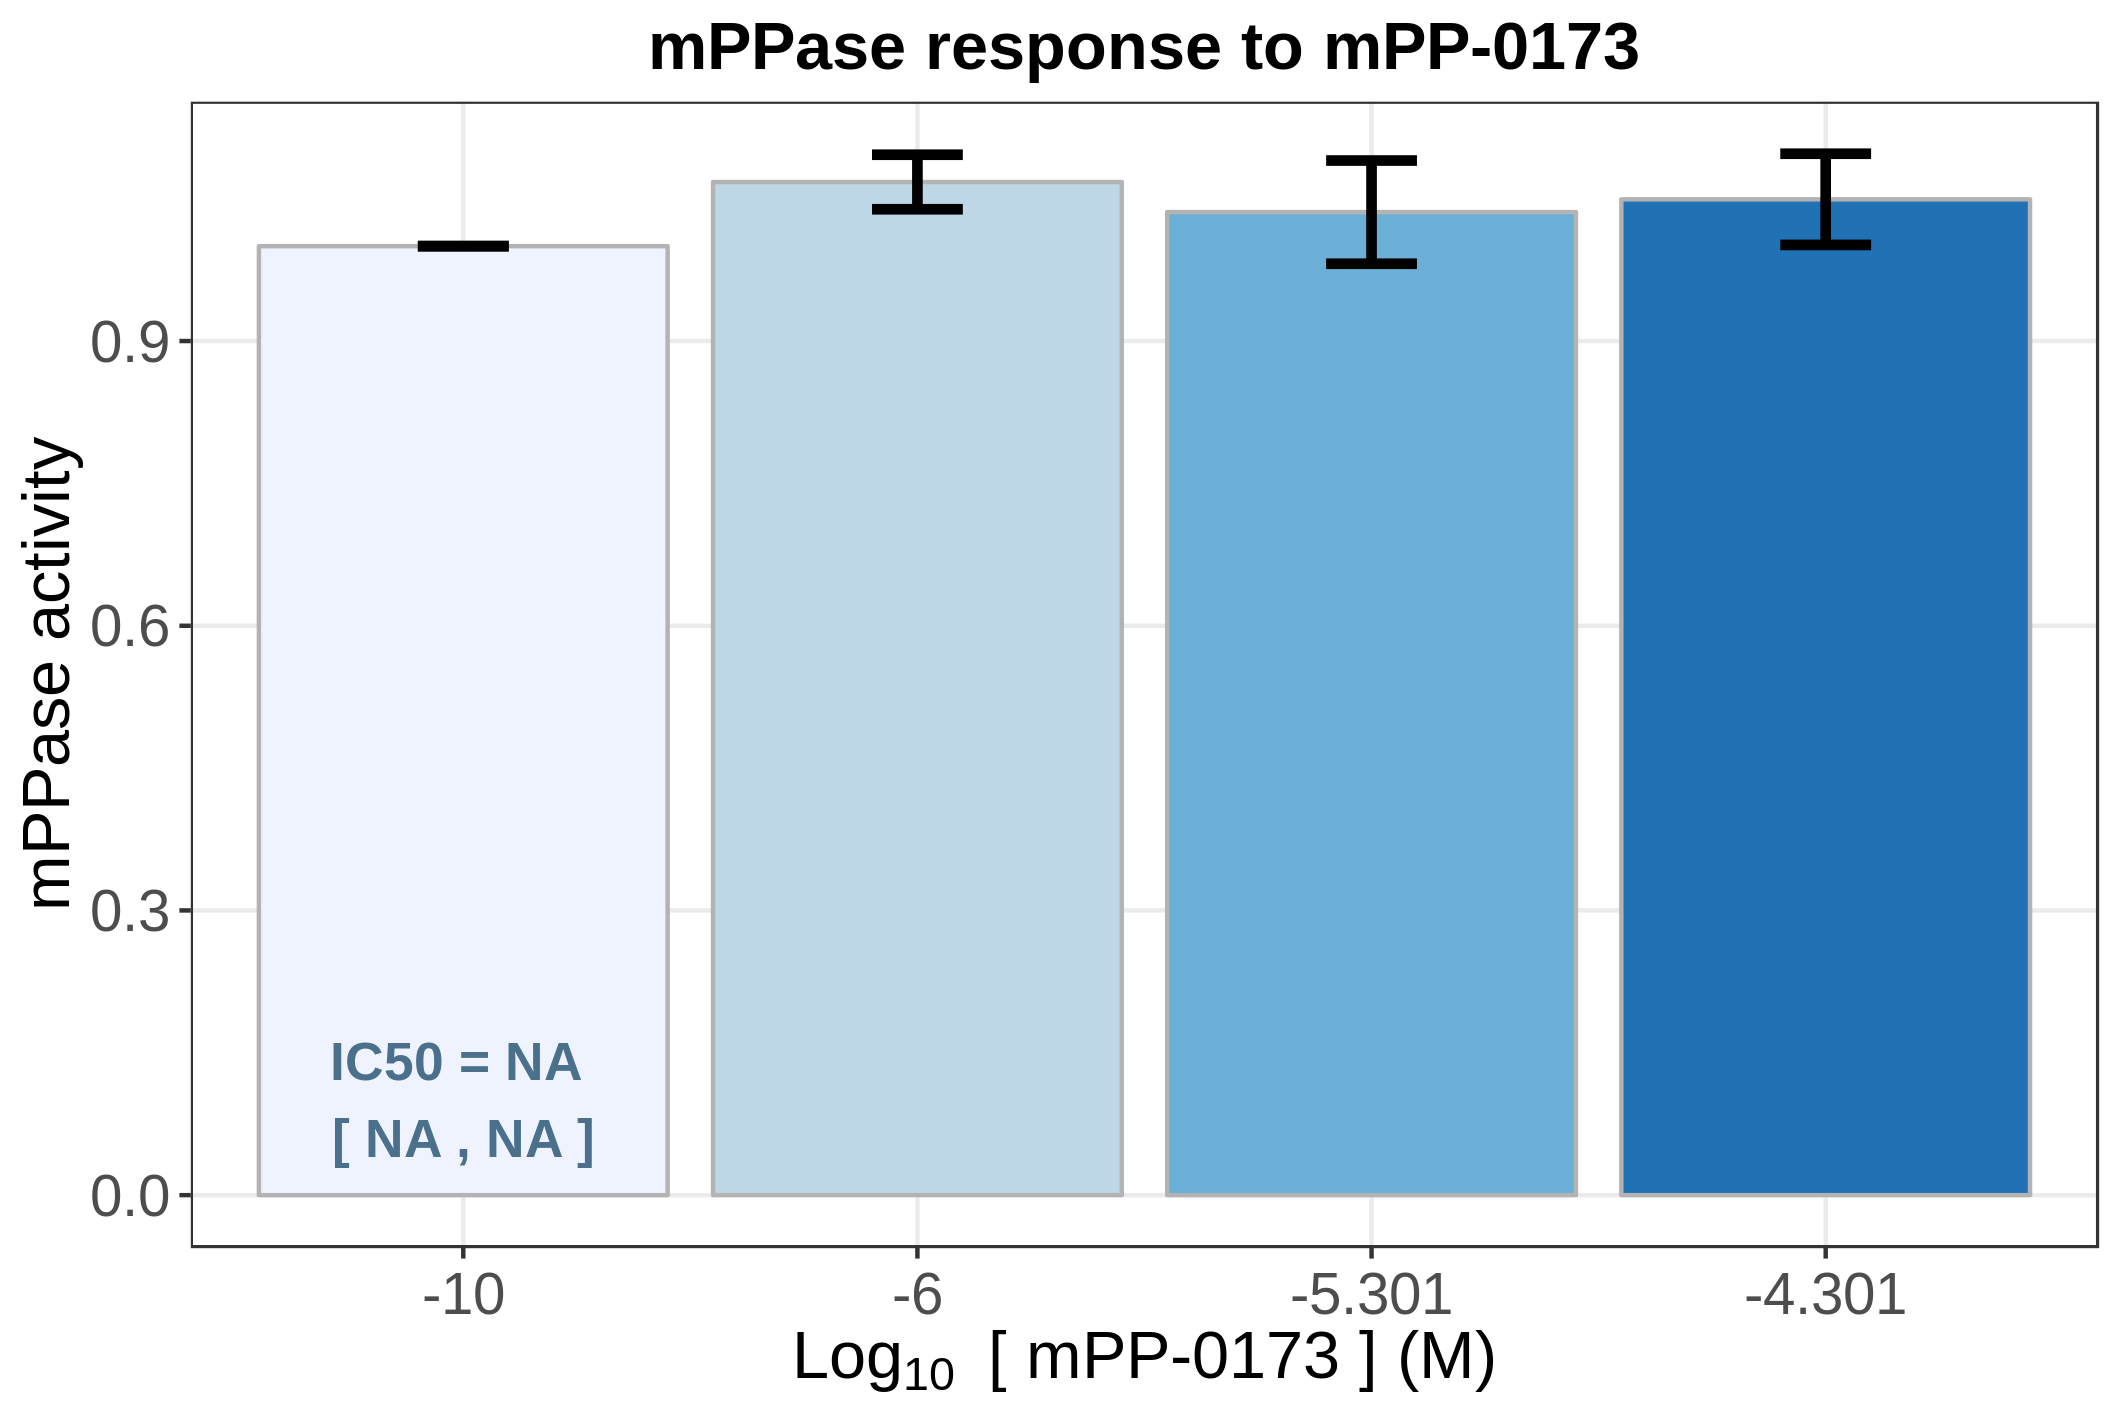 mPPase response to mPP-0173
mPPase activity
0.9
0.6
0.3
0.0
IC50 = NA
[ NA , NA ]
-10
-6
-5.301
-4.301
Log10 [ mPP-0173 ] (M)